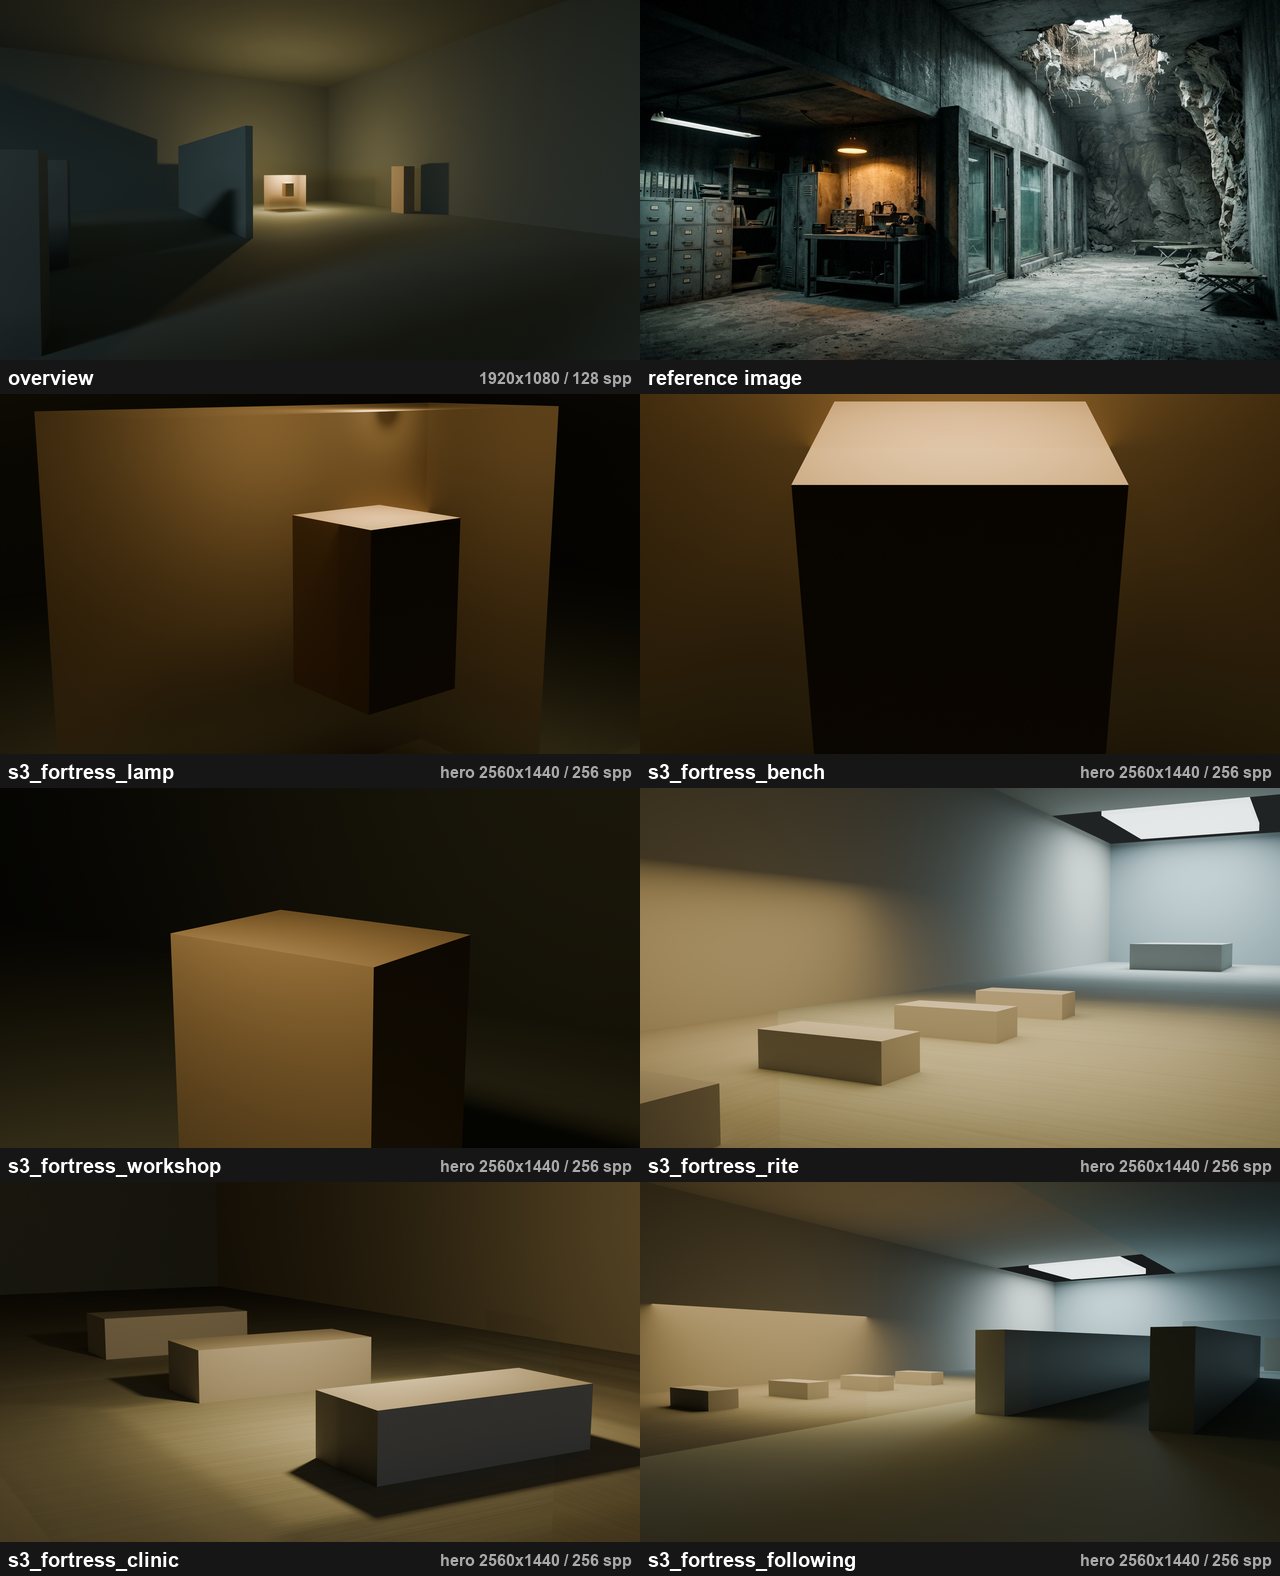 overview 1920x1080 / 128 spp
reference image
s3_fortress_lamp hero 2560x1440 / 256 spp
s3_fortress_bench hero 2560x1440 / 256 spp
s3_fortress_workshop hero 2560x1440 / 256 spp
s3_fortress_rite hero 2560x1440 / 256 spp
s3_fortress_clinic hero 2560x1440 / 256 spp
s3_fortress_following hero 2560x1440 / 256 spp